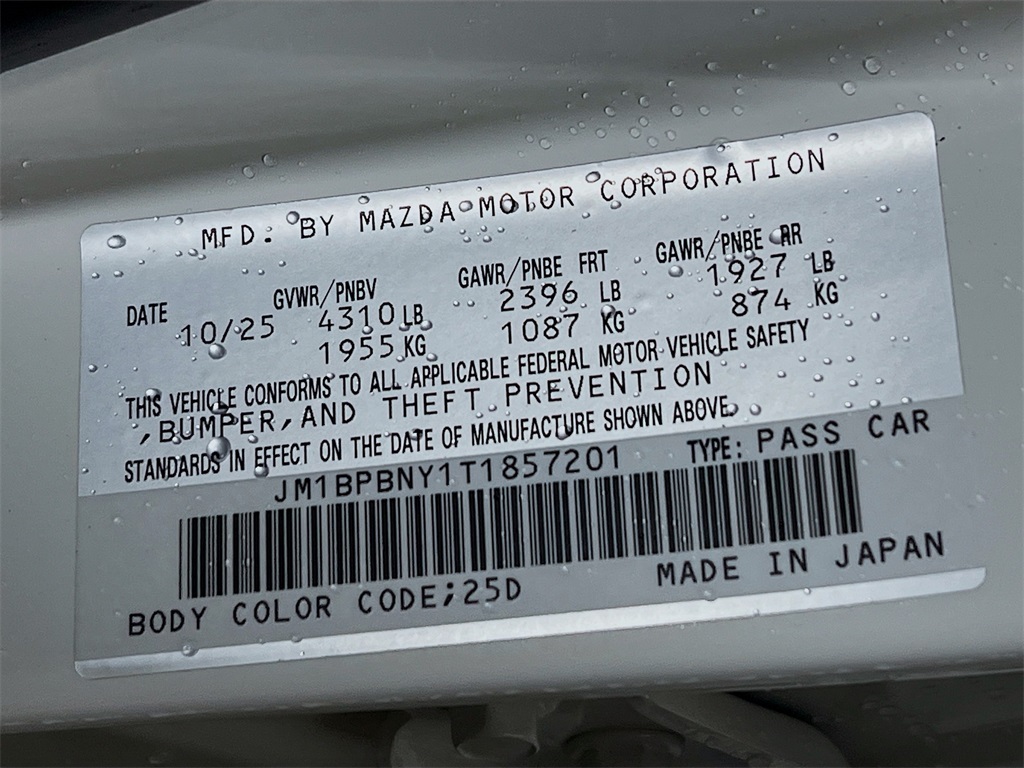 MFD: BY MAZDA MOTOR CORPORATION
DATE GVWR/PNBV GAWR/PNBE FRT GAWR/PNBE RR
10/25 4310 LB 2396 LB 1927 LB
1955 KG 1087 KG 874 KG
THIS VEHICLE CONFORMS TO ALL APPLICABLE FEDERAL MOTOR VEHICLE SAFETY
,BUMPER,AND THEFT PREVENTION
STANDARDS IN EFFECT ON THE DATE OF MANUFACTURE SHOWN ABOVE.
JM1BPBNY1T1857201 TYPE: PASS CAR
BODY COLOR CODE;25D MADE IN JAPAN